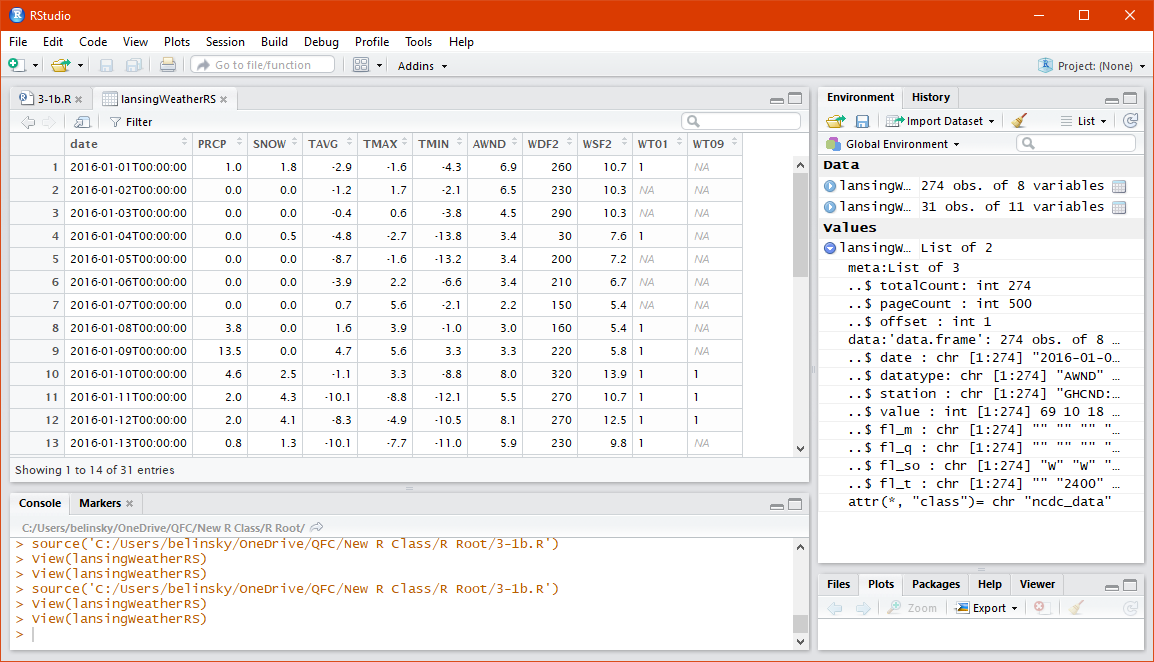 RStudio
File Edit Code View Plots Session Build Debug Profile Tools Help
Go to file/function Addins Project: (None)
3-1b.R lansingWeatherRS
Filter
date PRCP SNOW TAVG TMAX TMIN AWND WDF2 WSF2 WT01 WT09
1 2016-01-01T00:00:00 1.0 1.8 -2.9 -1.6 -4.3 6.9 260 10.7 1 NA
2 2016-01-02T00:00:00 0.0 0.0 -1.2 1.7 -2.1 6.5 230 10.3 NA NA
3 2016-01-03T00:00:00 0.0 0.0 -0.4 0.6 -3.8 4.5 290 10.3 NA NA
4 2016-01-04T00:00:00 0.0 0.5 -4.8 -2.7 -13.8 3.4 30 7.6 1 NA
5 2016-01-05T00:00:00 0.0 0.0 -8.7 -1.6 -13.2 3.4 200 7.2 NA NA
6 2016-01-06T00:00:00 0.0 0.0 -3.9 2.2 -6.6 3.4 210 6.7 NA NA
7 2016-01-07T00:00:00 0.0 0.0 0.7 5.6 -2.1 2.2 150 5.4 NA NA
8 2016-01-08T00:00:00 3.8 0.0 1.6 3.9 -1.0 3.0 160 5.4 1 NA
9 2016-01-09T00:00:00 13.5 0.0 4.7 5.6 3.3 3.3 220 5.8 1 NA
10 2016-01-10T00:00:00 4.6 2.5 -1.1 3.3 -8.8 8.0 320 13.9 1 1
11 2016-01-11T00:00:00 2.0 4.3 -10.1 -8.8 -12.1 5.5 270 10.7 1 1
12 2016-01-12T00:00:00 2.0 4.1 -8.3 -4.9 -10.5 8.1 270 12.5 1 1
13 2016-01-13T00:00:00 0.8 1.3 -10.1 -7.7 -11.0 5.9 230 9.8 1 NA
Showing 1 to 14 of 31 entries
Console Markers
C:/Users/belinsky/OneDrive/QFC/New R Class/R Root/
> source('C:/Users/belinsky/OneDrive/QFC/New R Class/R Root/3-1b.R')
> View(lansingWeatherRS)
> View(lansingWeatherRS)
> source('C:/Users/belinsky/OneDrive/QFC/New R Class/R Root/3-1b.R')
> View(lansingWeatherRS)
> View(lansingWeatherRS)
>
Environment History
Import Dataset List
Global Environment
Data
lansingW… 274 obs. of 8 variables
lansingW… 31 obs. of 11 variables
Values
lansingW… List of 2
meta:List of 3
..$ totalCount: int 274
..$ pageCount : int 500
..$ offset : int 1
data:'data.frame': 274 obs. of 8 …
..$ date : chr [1:274] "2016-01-0…
..$ datatype: chr [1:274] "AWND" …
..$ station : chr [1:274] "GHCND:…
..$ value : int [1:274] 69 10 18 …
..$ fl_m : chr [1:274] "" "" "" "…
..$ fl_q : chr [1:274] "" "" "" "…
..$ fl_so : chr [1:274] "W" "W" "…
..$ fl_t : chr [1:274] "" "2400" …
attr(*, "class")= chr "ncdc_data"
Files Plots Packages Help Viewer
Zoom Export